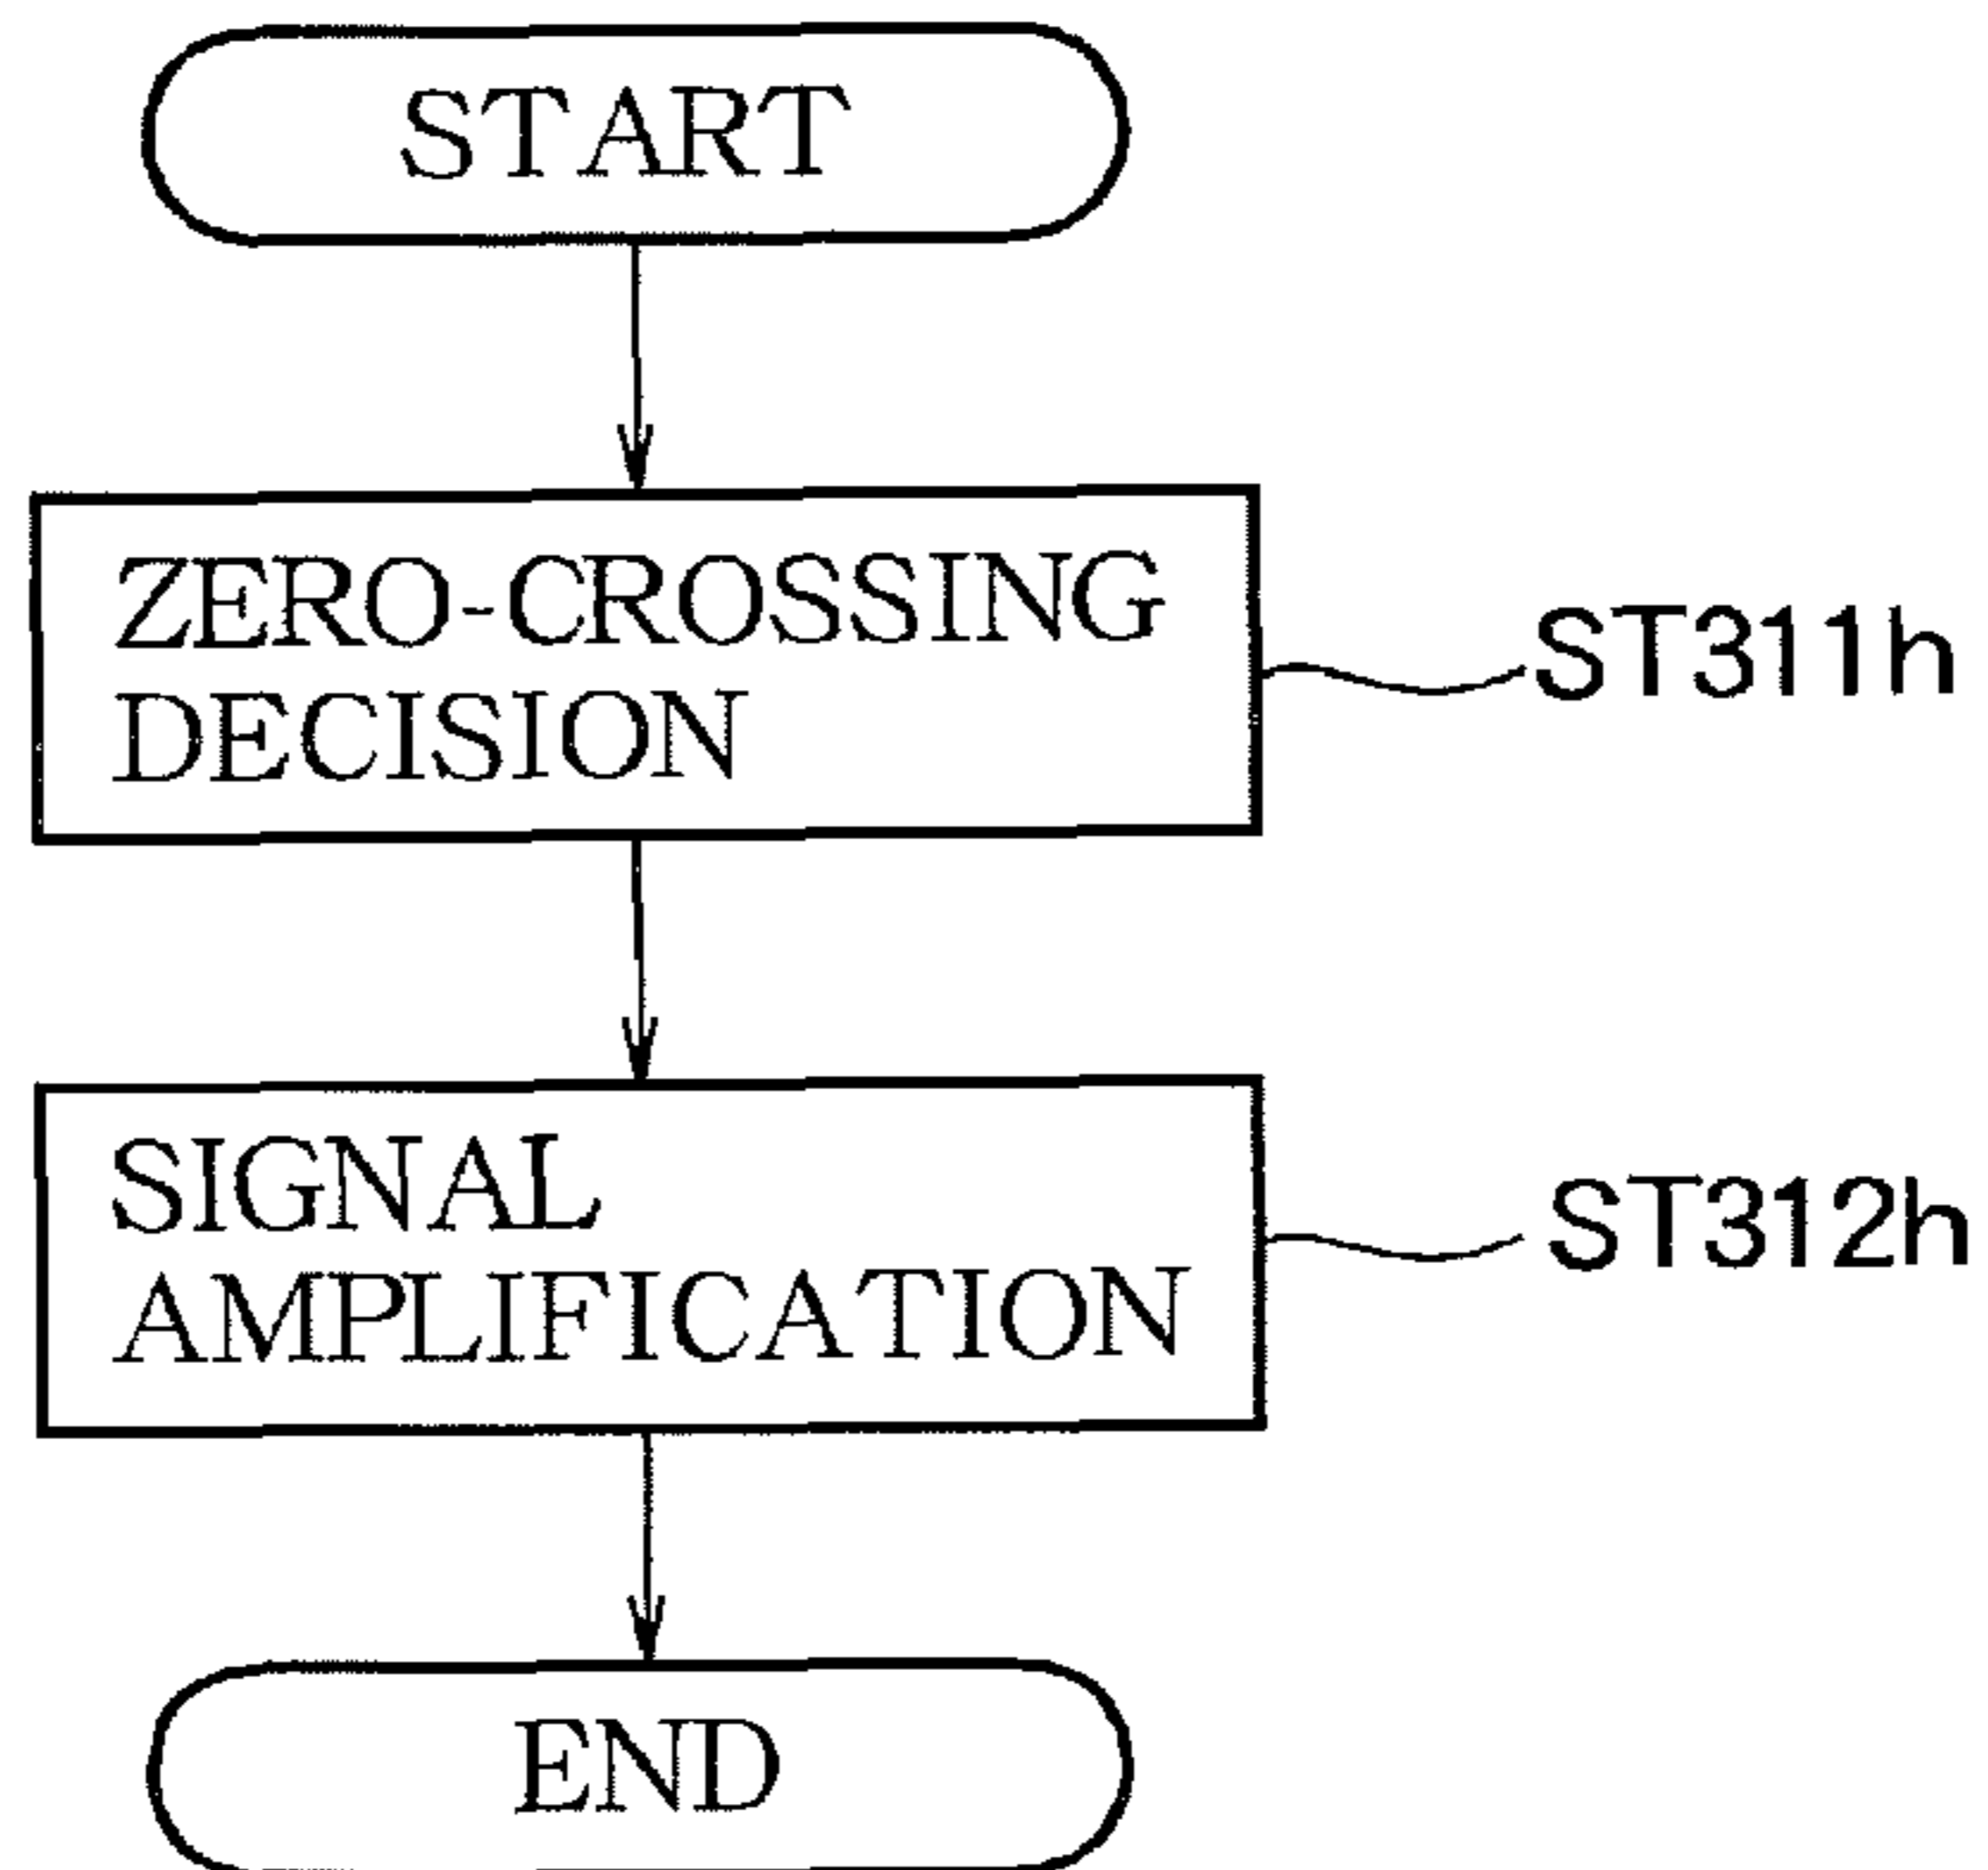 START
ZERO-CROSSING
DECISION
ST311h
SIGNAL
AMPLIFICATION
ST312h
END